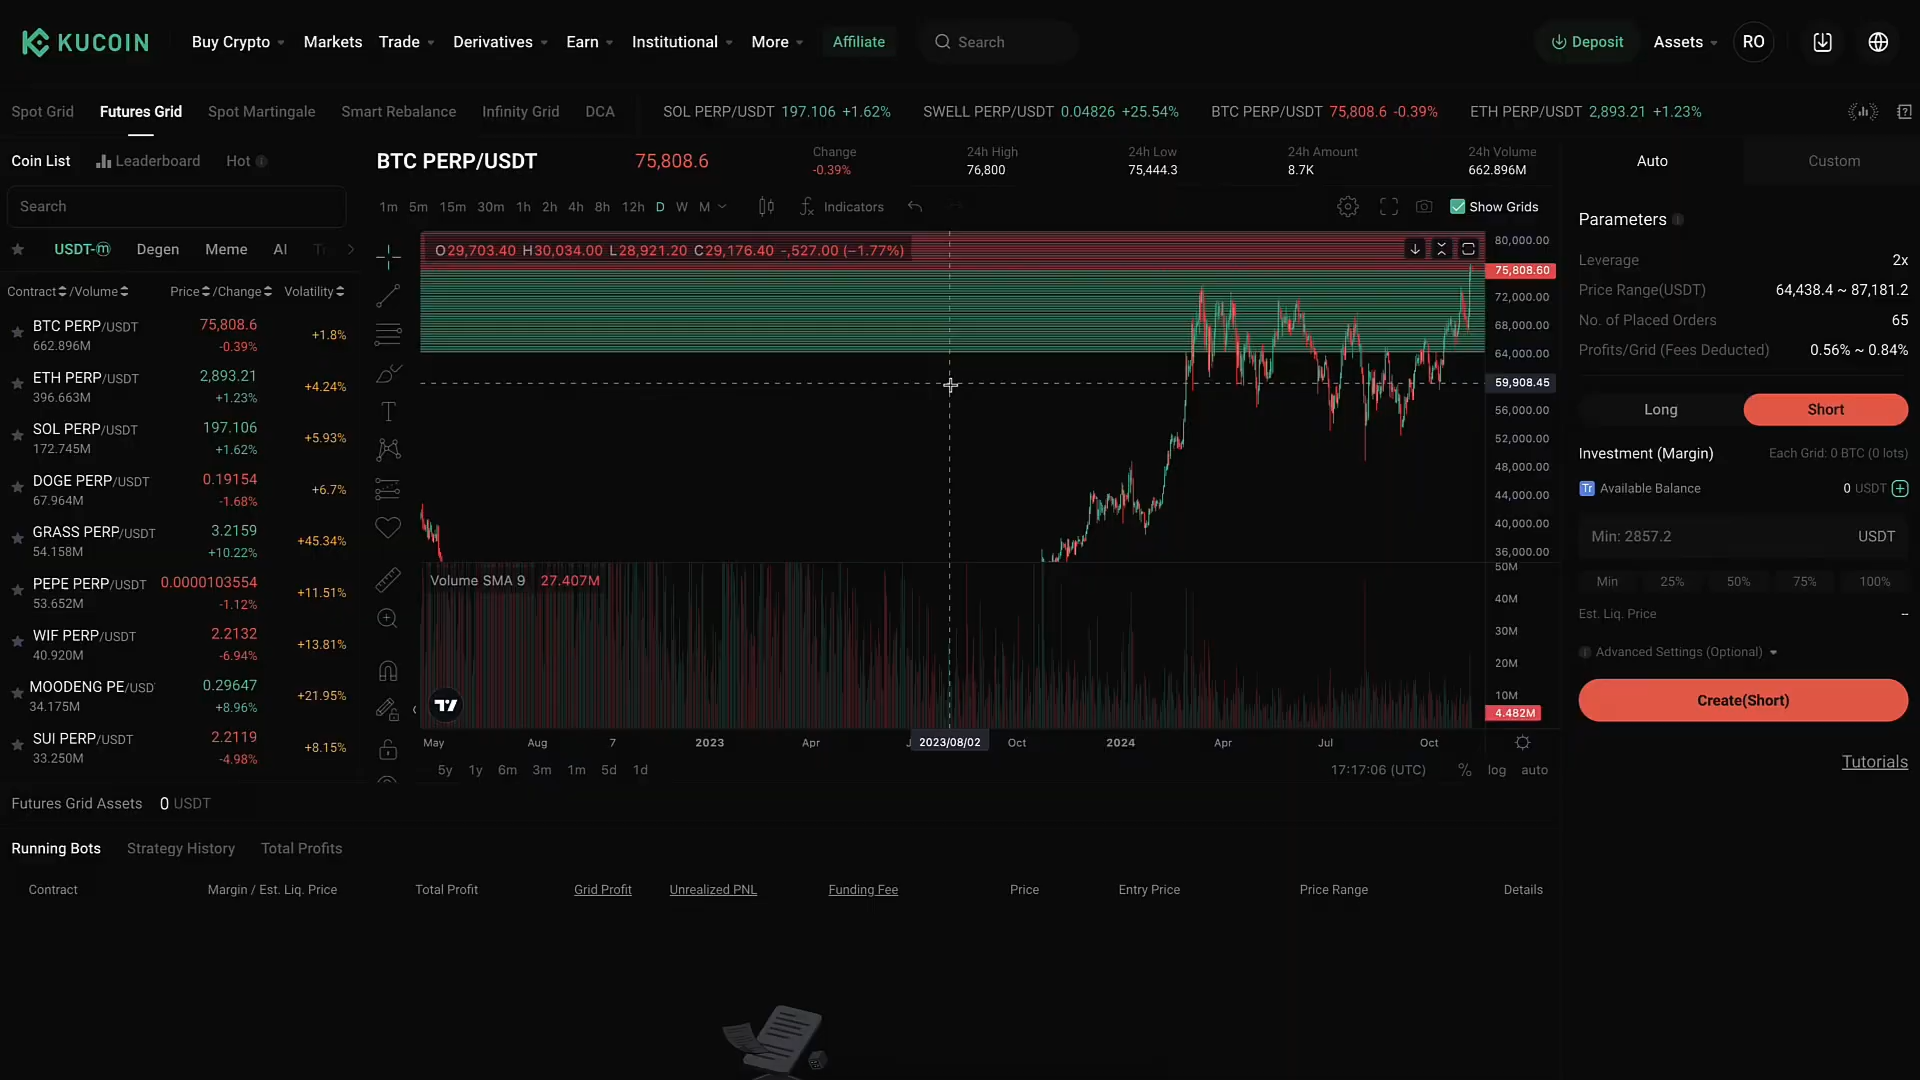 KUCOIN Buy Crypto Markets Trade Derivatives Earn Institutional More Affiliate Search Deposit Assets RO
Spot Grid Futures Grid Spot Martingale Smart Rebalance Infinity Grid DCA SOL PERP/USDT 197.106 +1.62% SWELL PERP/USDT 0.04826 +25.54% BTC PERP/USDT 75,808.6 -0.39% ETH PERP/USDT 2,893.21 +1.23%
Coin List Leaderboard Hot
Search
USDT-M Degen Meme AI
Contract /Volume Price /Change Volatility
BTC PERP/USDT 75,808.6 +1.8%
662.896M -0.39%
ETH PERP/USDT 2,893.21 +4.24%
396.663M +1.23%
SOL PERP/USDT 197.106 +5.93%
172.745M +1.62%
DOGE PERP/USDT 0.19154 +6.7%
67.964M -1.68%
GRASS PERP/USDT 3.2159 +45.34%
54.158M +10.22%
PEPE PERP/USDT 0.0000103554 +11.51%
53.652M -1.12%
WIF PERP/USDT 2.2132 +13.81%
40.920M -6.94%
MOODENG PE/USD 0.29647 +21.95%
34.175M +8.96%
SUI PERP/USDT 2.2119 +8.15%
33.250M -4.98%
BTC PERP/USDT 75,808.6
Change 24h High 24h Low 24h Amount 24h Volume
-0.39% 76,800 75,444.3 8.7K 662.896M
1m 5m 15m 30m 1h 2h 4h 8h 12h D W M Indicators Show Grids
O29,703.40 H30,034.00 L28,921.20 C29,176.40 -,527.00 (−1.77%)
80,000.00
75,808.60
72,000.00
68,000.00
64,000.00
59,908.45
56,000.00
52,000.00
48,000.00
44,000.00
40,000.00
36,000.00
Volume SMA 9 27.407M
50M
40M
30M
20M
10M
4.482M
May Aug 7 2023 Apr J 2023/08/02 Oct 2024 Apr Jul Oct
5y 1y 6m 3m 1m 5d 1d 17:17:06 (UTC) % log auto
Auto Custom
Parameters
Leverage 2x
Price Range(USDT) 64,438.4 ~ 87,181.2
No. of Placed Orders 65
Profits/Grid (Fees Deducted) 0.56% ~ 0.84%
Long Short
Investment (Margin) Each Grid: 0 BTC (0 lots)
Tr Available Balance 0 USDT
Min: 2857.2 USDT
Min 25% 50% 75% 100%
Est. Liq. Price --
Advanced Settings (Optional)
Create(Short)
Tutorials
Futures Grid Assets 0 USDT
Running Bots Strategy History Total Profits
Contract Margin / Est. Liq. Price Total Profit Grid Profit Unrealized PNL Funding Fee Price Entry Price Price Range Details